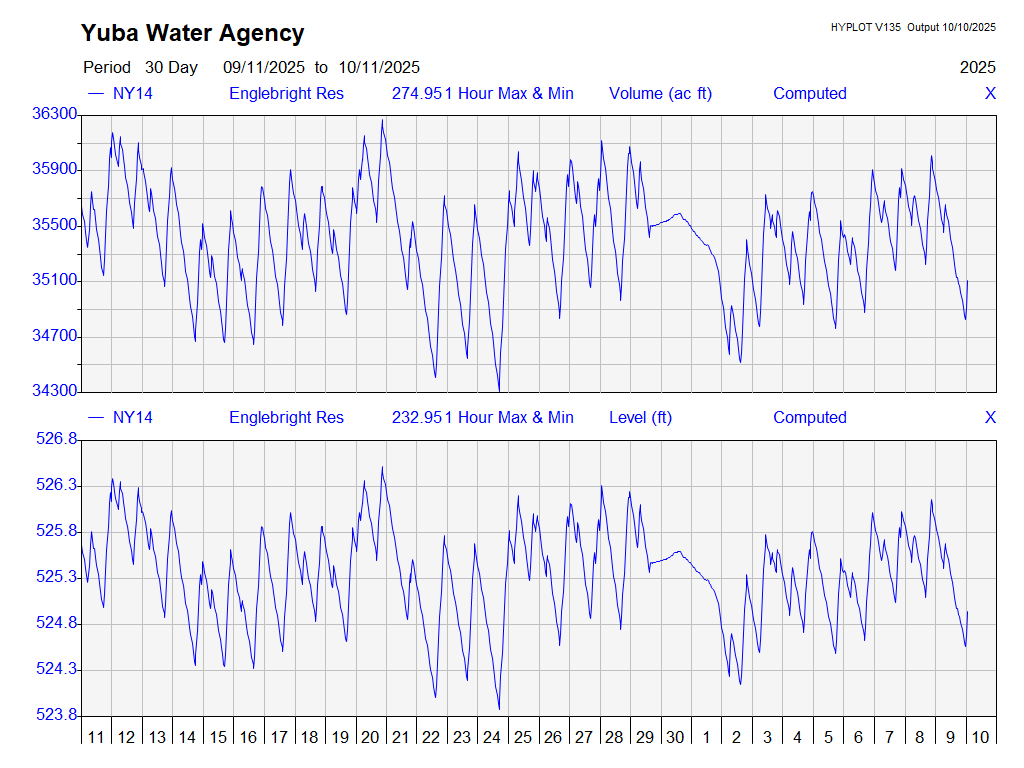 Yuba Water Agency
HYPLOT V135 Output 10/10/2025
Period 30 Day 09/11/2025 to 10/11/2025 2025
NY14 Englebright Res 274.951 Hour Max & Min Volume (ac ft) Computed X
36300
35900
35500
35100
34700
34300
NY14 Englebright Res 232.951 Hour Max & Min Level (ft) Computed X
526.8
526.3
525.8
525.3
524.8
524.3
523.8
11 12 13 14 15 16 17 18 19 20 21 22 23 24 25 26 27 28 29 30 1 2 3 4 5 6 7 8 9 10